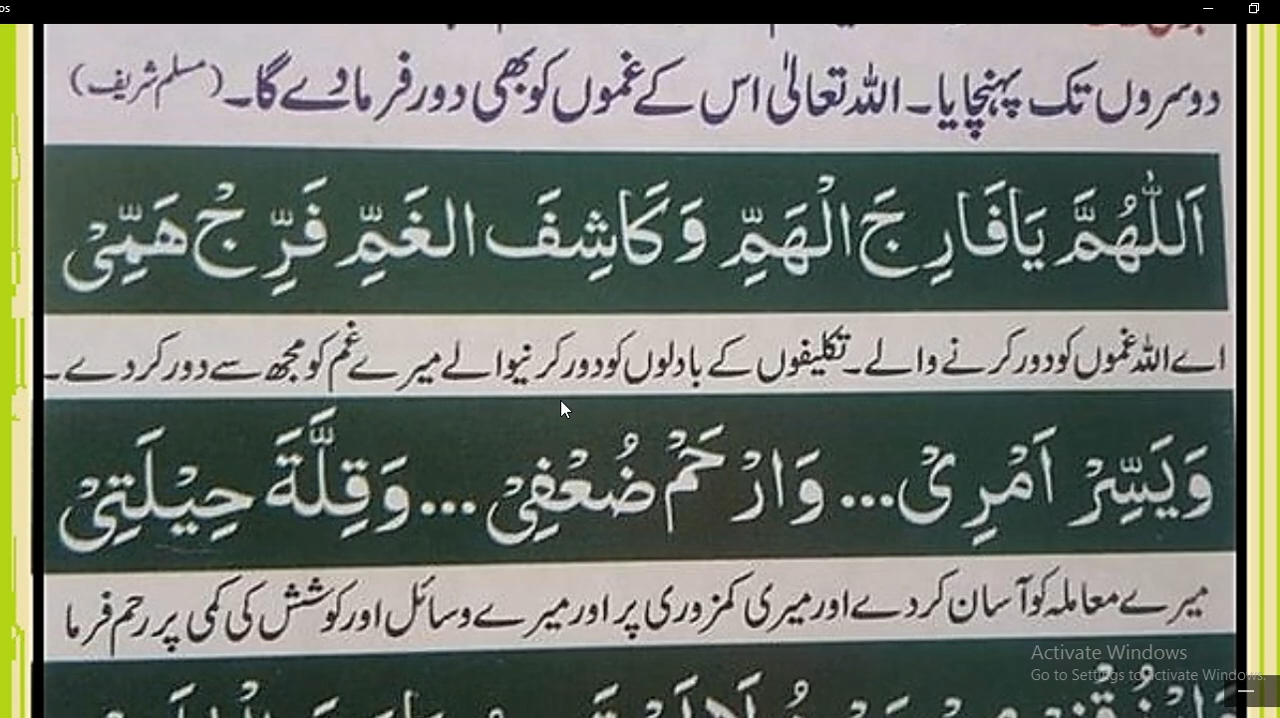 دوسروں تک پہنچایا۔ اللہ تعالیٰ اس کے غموں کو بھی دور فرمادے گا۔ (مسلم شریف)
اَللّٰهُمَّ يَافَارِجَ الْهَمِّ وَكَاشِفَ الغَمِّ فَرِّجْ هَمِّيْ
اے اللہ غموں کو دور کرنے والے۔ تکلیفوں کے بادلوں کو دور کرنیوالے میرے غم کو مجھ سے دور کردے۔
وَيَسِّرْ اَمْرِيْ... وَارْحَمْ ضُعْفِيْ... وَقِلَّةَ حِيْلَتِيْ
میرے معاملہ کو آسان کردے اور میری کمزوری پر اور میرے وسائل اور کوشش کی کمی پر رحم فرما
Activate Windows
Go to Settings to activate Windows.